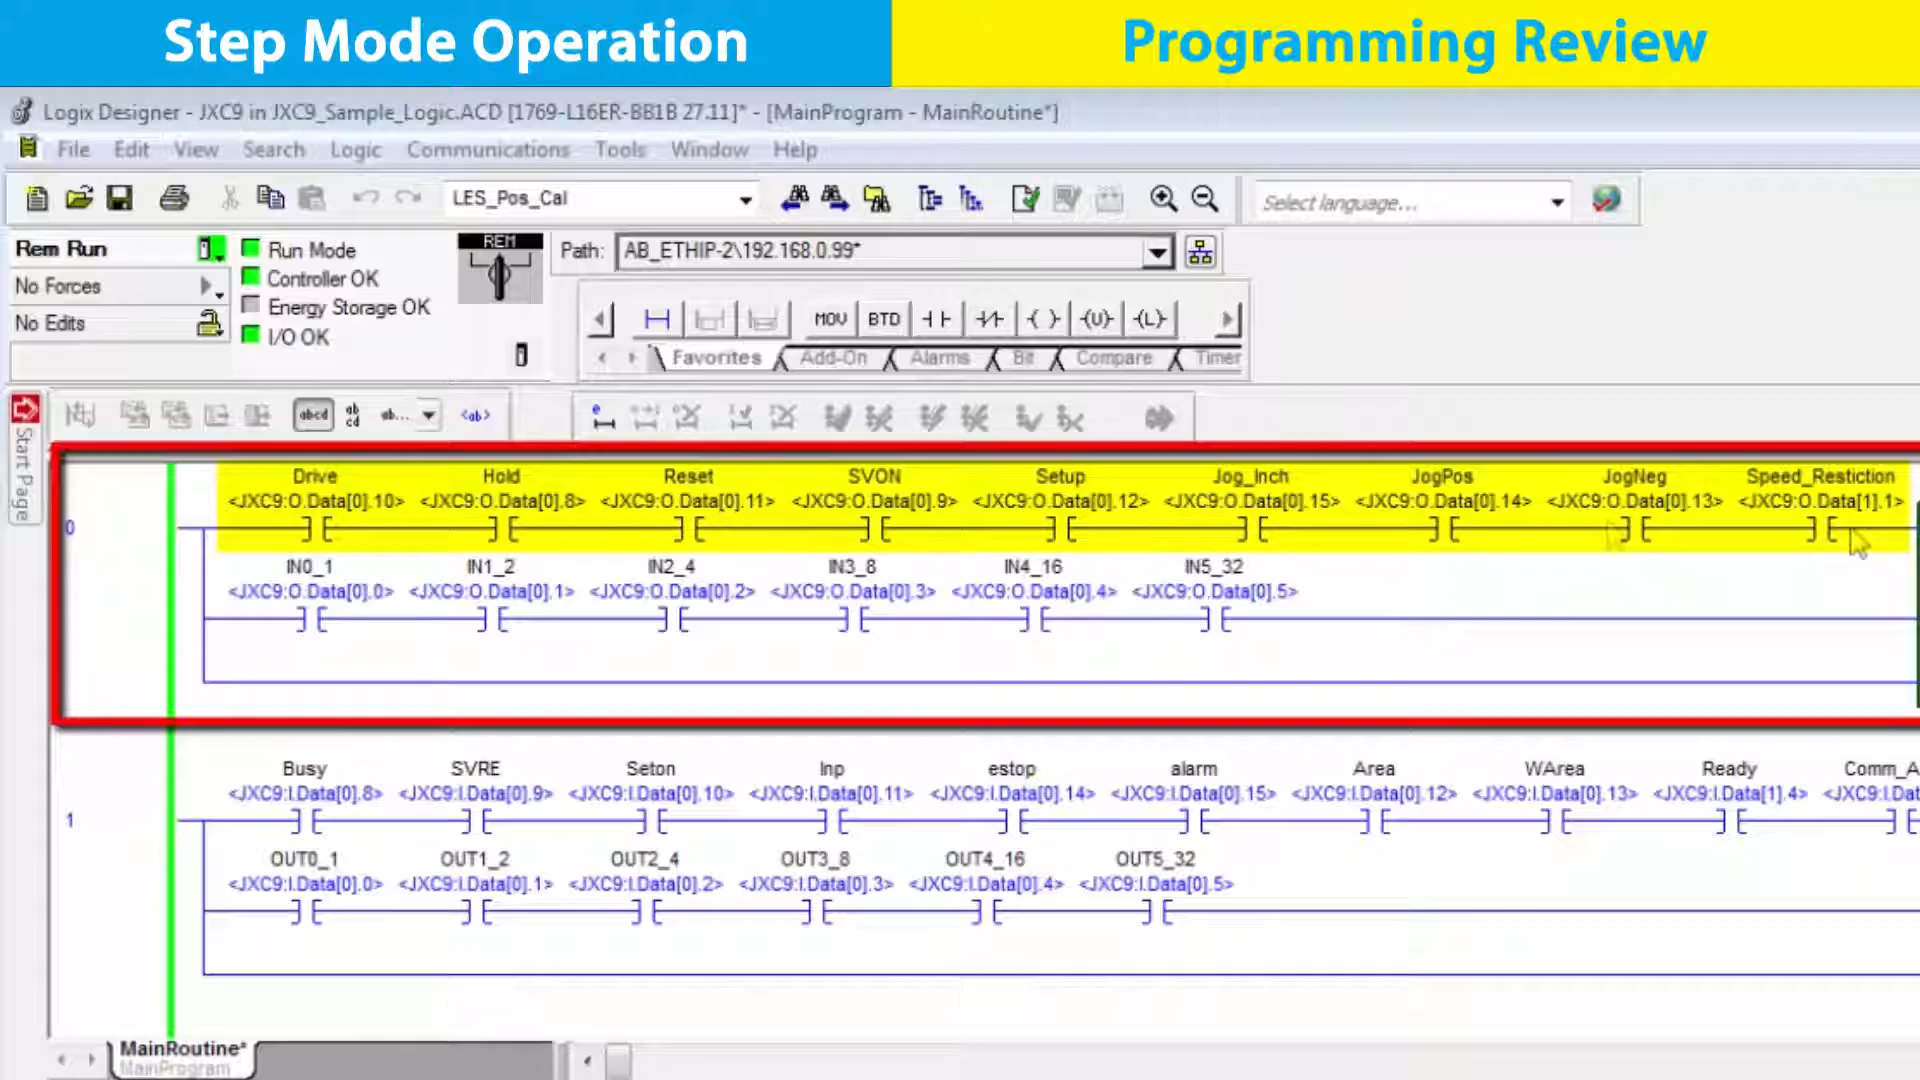 Step Mode Operation
Programming Review
Logix Designer - JXC9 in JXC9_Sample_Logic.ACD [1769-L16ER-BB1B 27.11]* - [MainProgram - MainRoutine*]
File Edit View Search Logic Communications Tools Window Help
LES_Pos_Cal
Select language...
Rem Run
No Forces
No Edits
Run Mode
Controller OK
Energy Storage OK
I/O OK
REM
Path: AB_ETHIP-2\192.168.0.99*
MOV BTD (U) (L)
Favorites Add-On Alarms Bit Compare Timer
abcd ab cd ab... <ab>
e
Start Page
Drive Hold Reset SVON Setup Jog_Inch JogPos JogNeg Speed_Restiction
<JXC9:O.Data[0].10> <JXC9:O.Data[0].8> <JXC9:O.Data[0].11> <JXC9:O.Data[0].9> <JXC9:O.Data[0].12> <JXC9:O.Data[0].15> <JXC9:O.Data[0].14> <JXC9:O.Data[0].13> <JXC9:O.Data[1].1>
0
IN0_1 IN1_2 IN2_4 IN3_8 IN4_16 IN5_32
<JXC9:O.Data[0].0> <JXC9:O.Data[0].1> <JXC9:O.Data[0].2> <JXC9:O.Data[0].3> <JXC9:O.Data[0].4> <JXC9:O.Data[0].5>
Busy SVRE Seton Inp estop alarm Area WArea Ready Comm_A
<JXC9:I.Data[0].8> <JXC9:I.Data[0].9> <JXC9:I.Data[0].10> <JXC9:I.Data[0].11> <JXC9:I.Data[0].14> <JXC9:I.Data[0].15> <JXC9:I.Data[0].12> <JXC9:I.Data[0].13> <JXC9:I.Data[1].4> <JXC9:I.Dat
1
OUT0_1 OUT1_2 OUT2_4 OUT3_8 OUT4_16 OUT5_32
<JXC9:I.Data[0].0> <JXC9:I.Data[0].1> <JXC9:I.Data[0].2> <JXC9:I.Data[0].3> <JXC9:I.Data[0].4> <JXC9:I.Data[0].5>
MainRoutine*
MainProgram